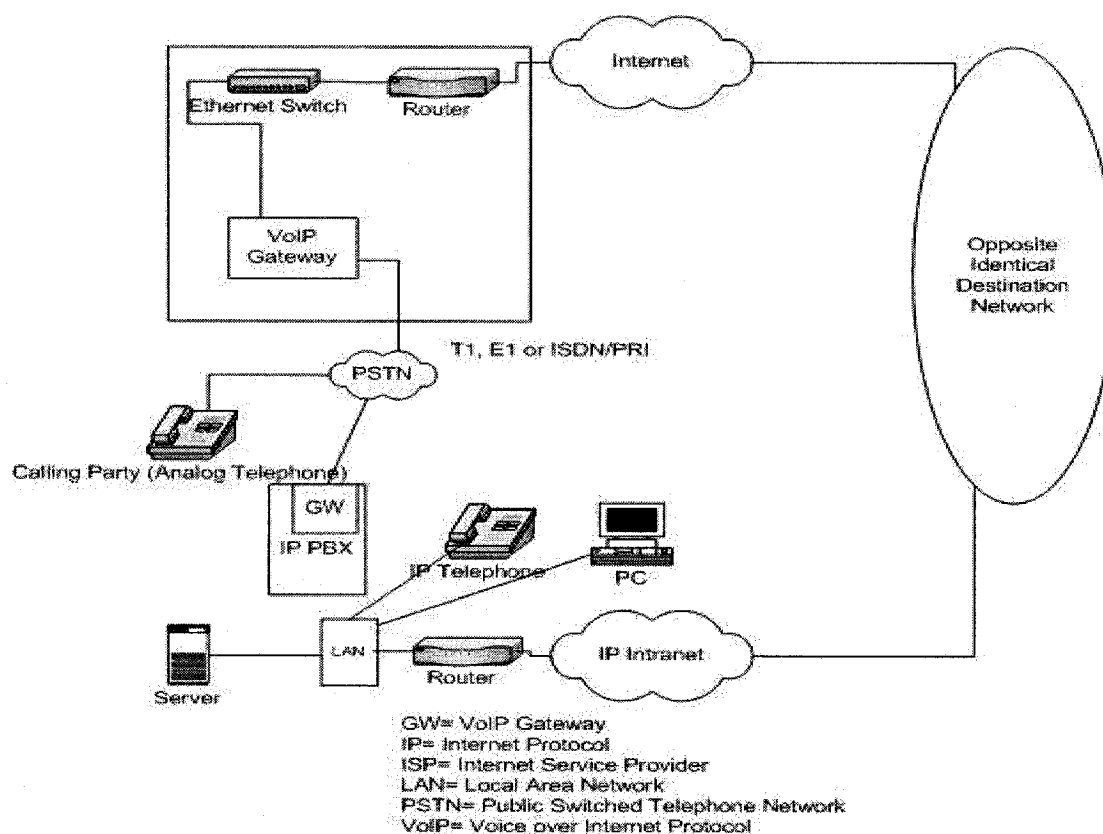 Internet
Ethernet Switch
Router
VoIP
Gateway
Opposite
Identical
Destination
Network
T1, E1 or ISDN/PRI
PSTN
Calling Party (Analog Telephone)
GW
IP PBX
IP Telephone
PC
LAN
Server
Router
IP Intranet
GW= VoIP Gateway
IP= Internet Protocol
ISP= Internet Service Provider
LAN= Local Area Network
PSTN= Public Switched Telephone Network
VoIP= Voice over Internet Protocol